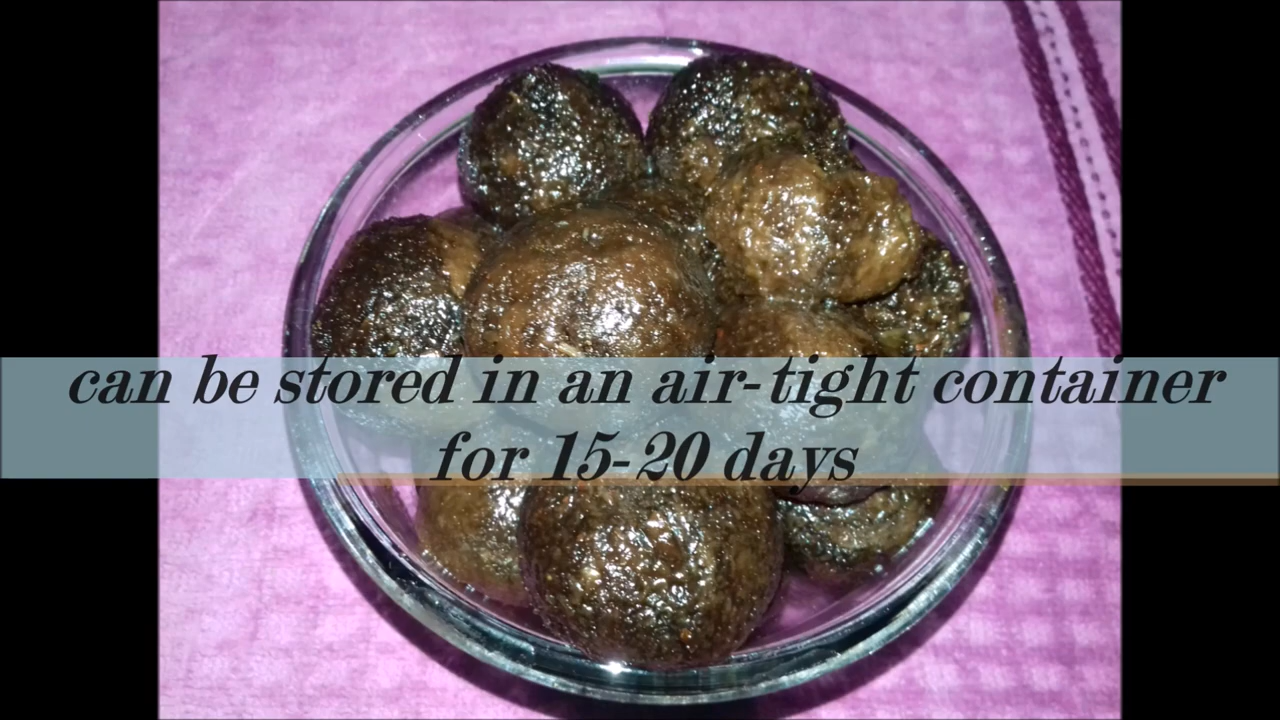 can be stored in an air-tight container
for 15-20 days